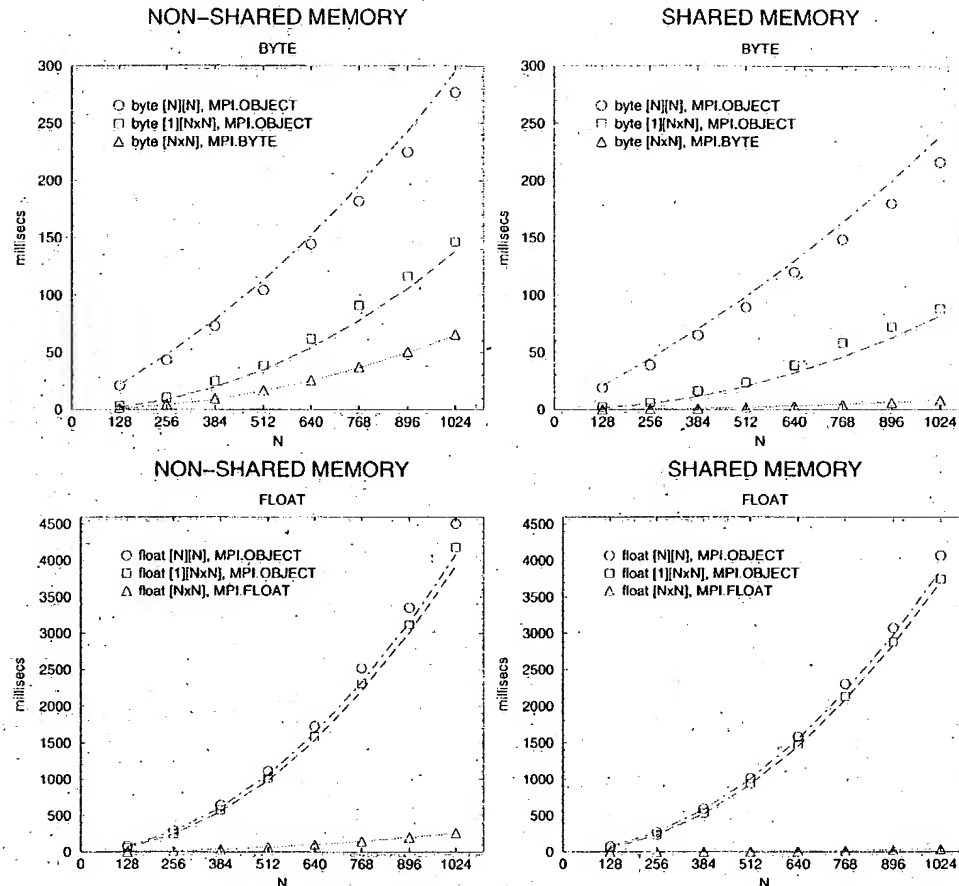 NON-SHARED MEMORY
BYTE
300
250
200
150
100
50
0
millisecs
byte [N][N], MPI.OBJECT
byte [1][NxN], MPI.OBJECT
byte [NxN], MPI.BYTE
0 128 256 384 512 640 768 896 1024
N
SHARED MEMORY
BYTE
300
250
200
150
100
50
0
millisecs
byte [N][N], MPI.OBJECT
byte [1][NxN], MPI.OBJECT
byte [NxN], MPI.BYTE
0 128 256 384 512 640 768 896 1024
N
NON-SHARED MEMORY
FLOAT
4500
4000
3500
3000
2500
2000
1500
1000
500
0
millisecs
float [N][N], MPI.OBJECT
float [1][NxN], MPI.OBJECT
float [NxN], MPI.FLOAT
0 128 256 384 512 640 768 896 1024
N
SHARED MEMORY
FLOAT
4500
4000
3500
3000
2500
2000
1500
1000
500
0
millisecs
float [N][N], MPI.OBJECT
float [1][NxN], MPI.OBJECT
float [NxN], MPI.FLOAT
0 128 256 384 512 640 768 896 1024
N